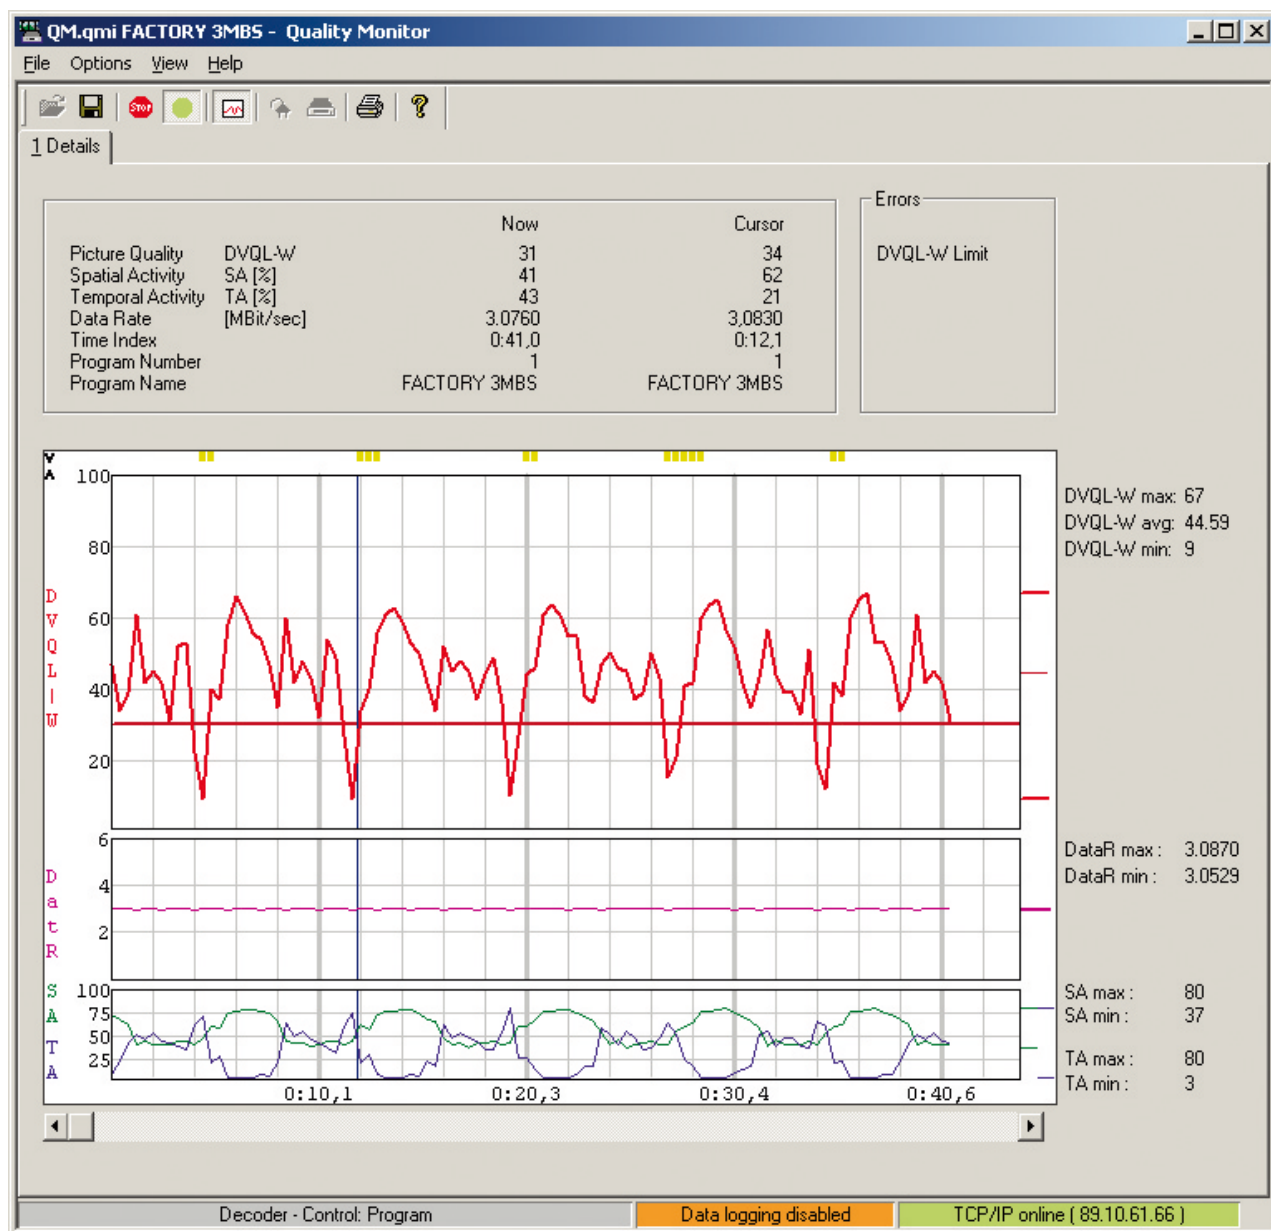 QM.qmi FACTORY 3MBS - Quality Monitor
File Options View Help
STOP
1 Details
Now Cursor
Picture Quality DVQL-W 31 34
Spatial Activity SA [%] 41 62
Temporal Activity TA [%] 43 21
Data Rate [MBit/sec] 3.0760 3,0830
Time Index 0:41,0 0:12,1
Program Number 1 1
Program Name FACTORY 3MBS FACTORY 3MBS
Errors
DVQL-W Limit
100
80
60
40
20
DVQL-W
DVQL-W max: 67
DVQL-W avg: 44.59
DVQL-W min: 9
6
4
2
DatR
DataR max : 3.0870
DataR min : 3.0529
100
75
50
25
SA
TA
SA max : 80
SA min : 37
TA max : 80
TA min : 3
0:10,1 0:20,3 0:30,4 0:40,6
Decoder - Control: Program Data logging disabled TCP/IP online ( 89.10.61.66 )